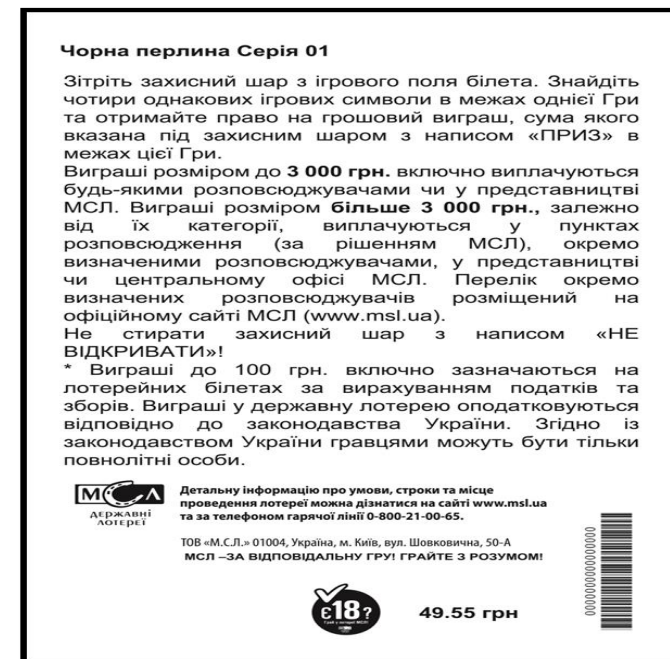 Чорна перлина Серія 01
Зітріть захисний шар з ігрового поля білета. Знайдіть
чотири однакових ігрових символи в межах однієї Гри
та отримайте право на грошовий виграш, сума якого
вказана під захисним шаром з написом «ПРИЗ» в
межах цієї Гри.
Виграші розміром до 3 000 грн. включно виплачуються
будь-якими розповсюджувачами чи у представництві
МСЛ. Виграші розміром більше 3 000 грн., залежно
від їх категорії, виплачуються у пунктах
розповсюдження (за рішенням МСЛ), окремо
визначеними розповсюджувачами, у представництві
чи центральному офісі МСЛ. Перелік окремо
визначених розповсюджувачів розміщений на
офіційному сайті МСЛ (www.msl.ua).
Не стирати захисний шар з написом «НЕ
ВІДКРИВАТИ»!
* Виграші до 100 грн. включно зазначаються на
лотерейних білетах за вирахуванням податків та
зборів. Виграші у державну лотерею оподатковуються
відповідно до законодавства України. Згідно із
законодавством України гравцями можуть бути тільки
повнолітні особи.
МСЛ
ДЕРЖАВНІ
ЛОТЕРЕЇ
Детальну інформацію про умови, строки та місце
проведення лотереї можна дізнатися на сайті www.msl.ua
та за телефоном гарячої лінії 0-800-21-00-65.
ТОВ «М.С.Л.» 01004, Україна, м. Київ, вул. Шовковична, 50-А
МСЛ –ЗА ВІДПОВІДАЛЬНУ ГРУ! ГРАЙТЕ З РОЗУМОМ!
є18?
49.55 грн